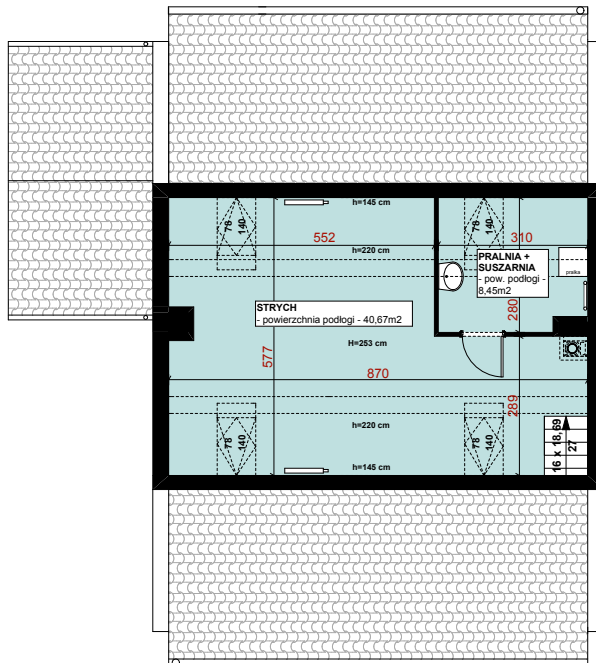 h=145 cm
78
140
78
140
552
310
h=220 cm
PRALNIA +
SUSZARNIA
- pow. podłogi -
8,45m2
pralka
STRYCH
- powierzchnia podłogi - 40,67m2
280
H=253 cm
577
870
289
h=220 cm
78
140
78
140
16 x 18,69
27
h=145 cm